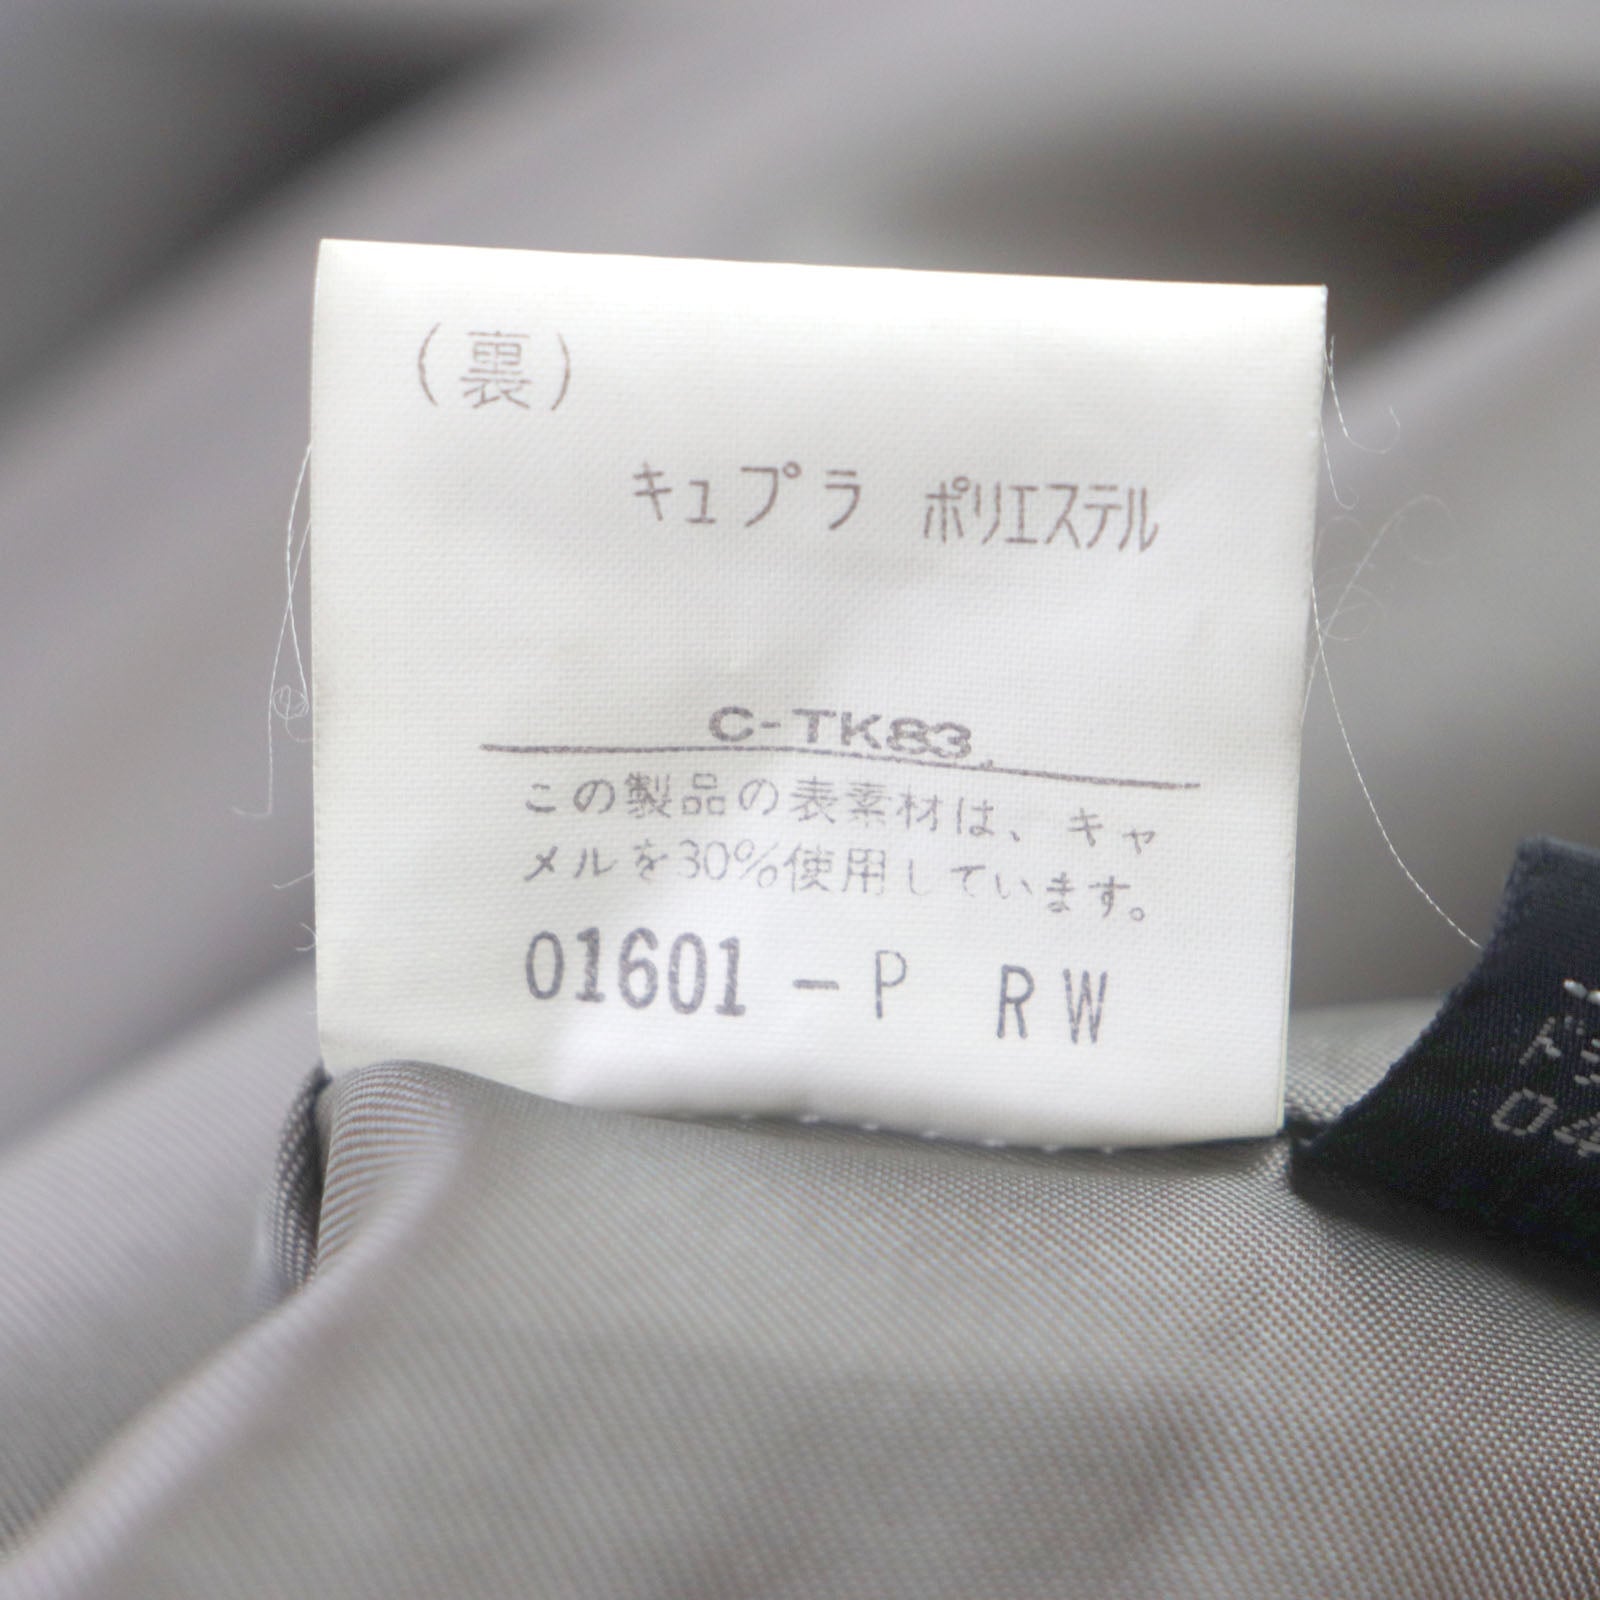 (裏)
キュプラ ポリエステル
C-TK83
この製品の表素材は、キャ
メルを30%使用しています。
01601-P RW
04